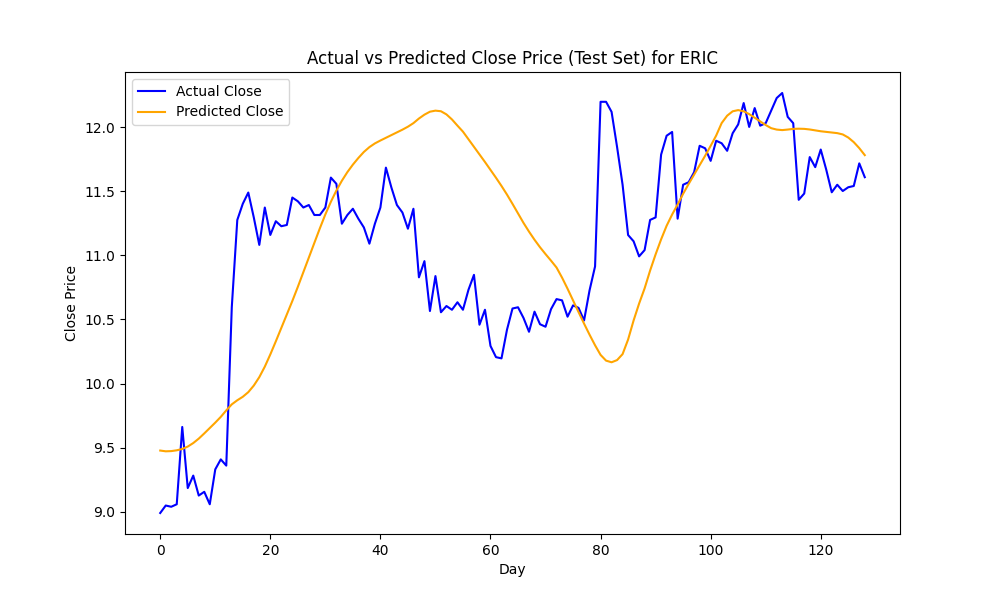 Actual vs Predicted Close Price (Test Set) for ERIC
Actual Close
Predicted Close
Close Price
12.0
11.5
11.0
10.5
10.0
9.5
9.0
0 20 40 60 80 100 120
Day